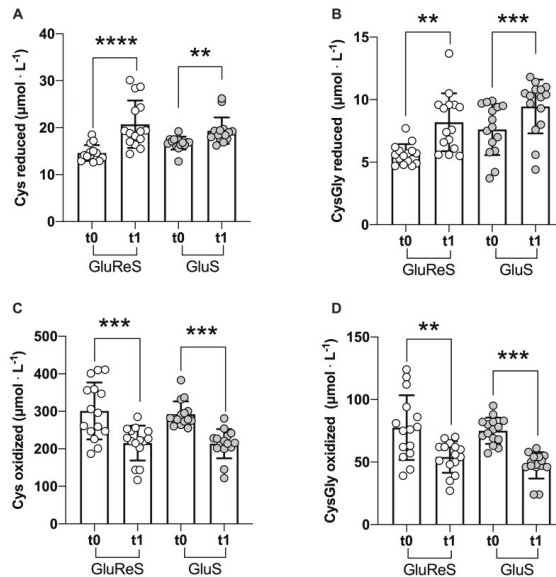 A
Cys reduced (μmol · L-1)
40
30
20
10
0
****
**
t0 t1 t0 t1
GluReS GluS
B
CysGly reduced (μmol · L-1)
15
10
5
0
**
***
t0 t1 t0 t1
GluReS GluS
C
Cys oxidized (μmol · L-1)
500
400
300
200
100
0
***
***
t0 t1 t0 t1
GluReS GluS
D
CysGly oxidized (μmol · L-1)
150
100
50
0
**
***
t0 t1 t0 t1
GluReS GluS